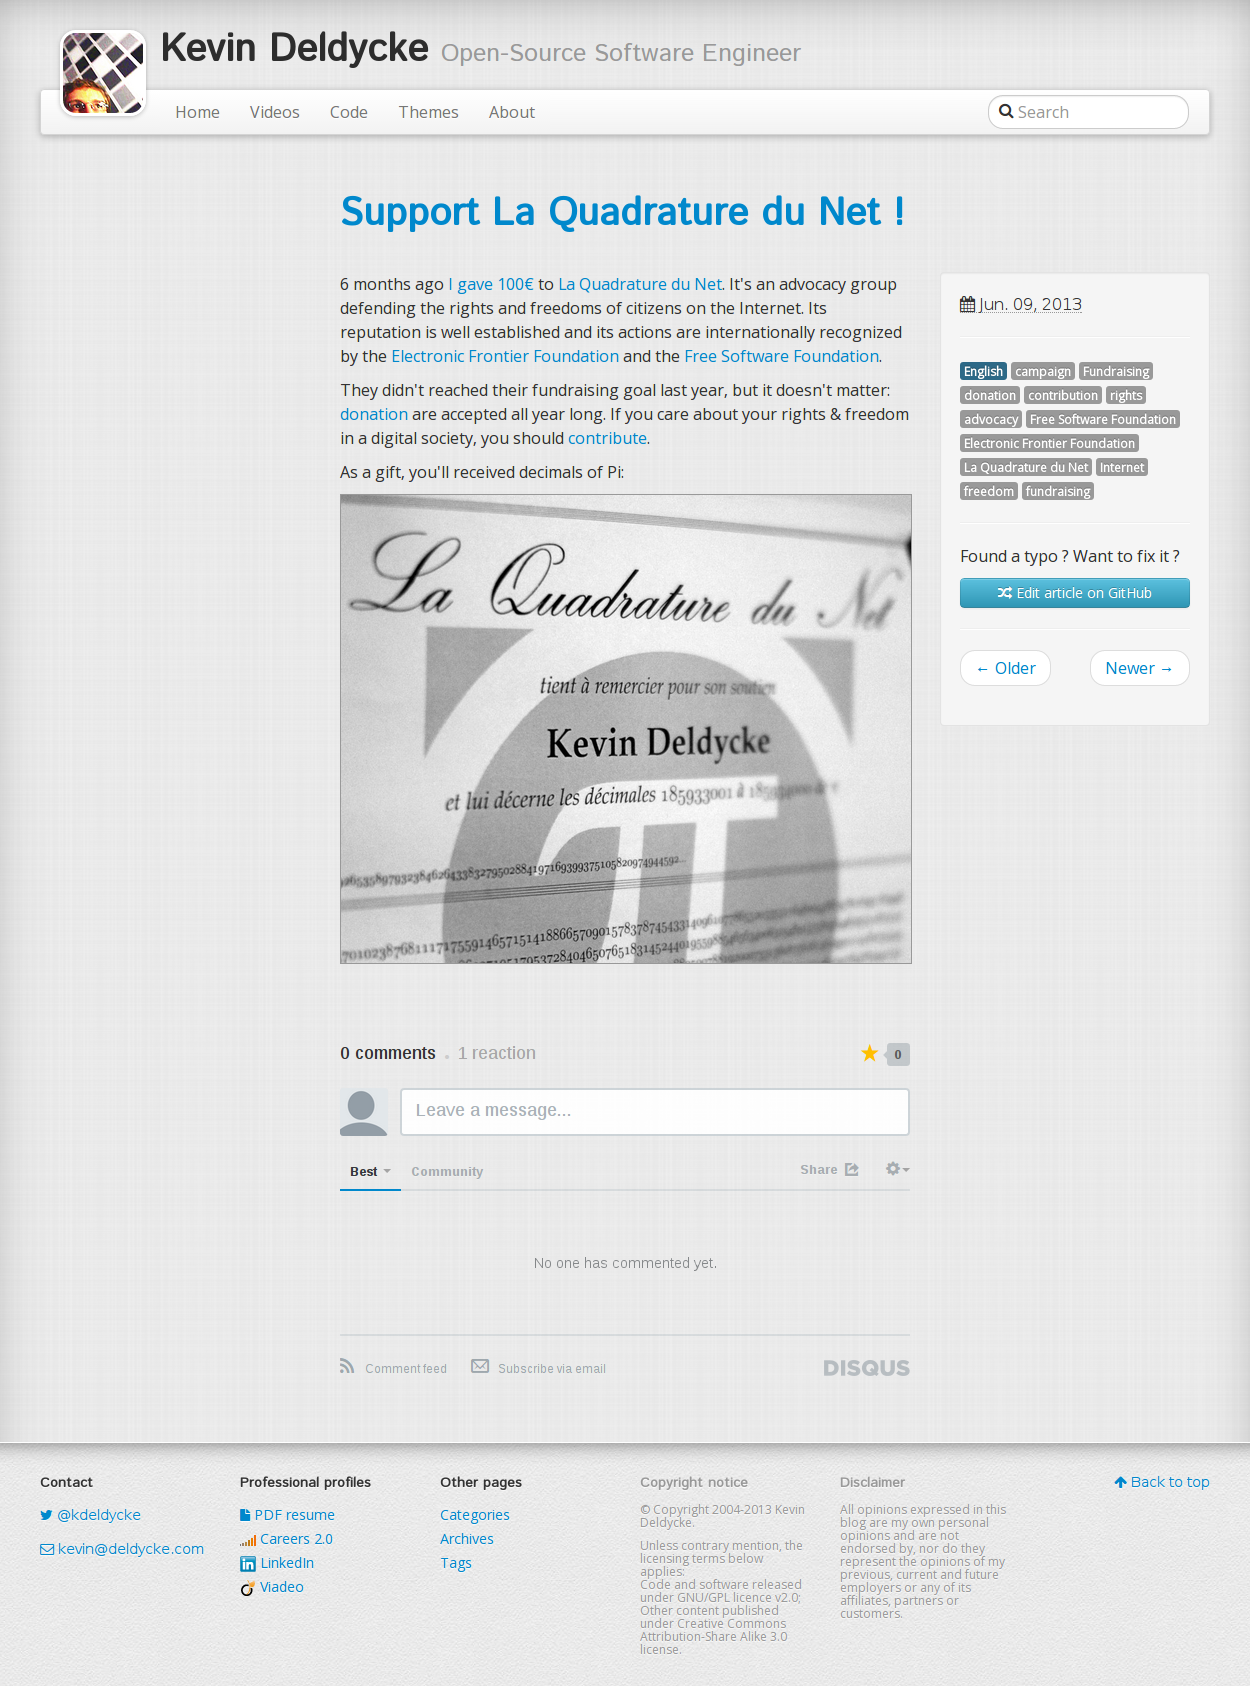 Kevin Deldycke Open-Source Software Engineer
Home Videos Code Themes About Search
Support La Quadrature du Net !
6 months ago I gave 100€ to La Quadrature du Net. It's an advocacy group
defending the rights and freedoms of citizens on the Internet. Its
reputation is well established and its actions are internationally recognized
by the Electronic Frontier Foundation and the Free Software Foundation.
They didn't reached their fundraising goal last year, but it doesn't matter:
donation are accepted all year long. If you care about your rights & freedom
in a digital society, you should contribute.
As a gift, you'll received decimals of Pi:
La Quadrature du Net
tient à remercier pour son soutien
Kevin Deldycke
et lui décerne les décimales 185933001 à 185934000 de π
Jun. 09, 2013
English campaign Fundraising
donation contribution rights
advocacy Free Software Foundation
Electronic Frontier Foundation
La Quadrature du Net Internet
freedom fundraising
Found a typo ? Want to fix it ?
Edit article on GitHub
← Older Newer →
0 comments • 1 reaction
0
Leave a message...
Best Community Share
No one has commented yet.
Comment feed Subscribe via email DISQUS
Contact
@kdeldycke
kevin@deldycke.com
Professional profiles
PDF resume
Careers 2.0
LinkedIn
Viadeo
Other pages
Categories
Archives
Tags
Copyright notice
© Copyright 2004-2013 Kevin
Deldycke.
Unless contrary mention, the
licensing terms below
applies:
Code and software released
under GNU/GPL licence v2.0;
Other content published
under Creative Commons
Attribution-Share Alike 3.0
license.
Disclaimer
All opinions expressed in this
blog are my own personal
opinions and are not
endorsed by, nor do they
represent the opinions of my
previous, current and future
employers or any of its
affiliates, partners or
customers.
Back to top